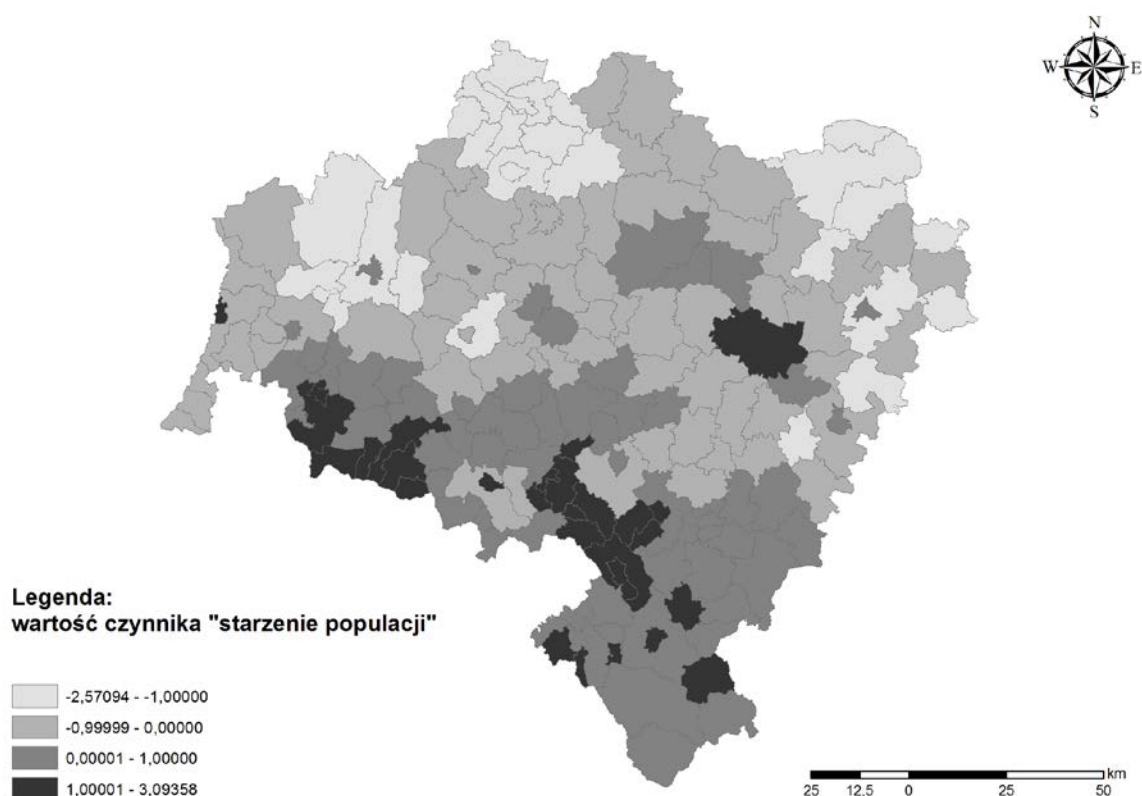 N
W
E
S
Legenda:
wartość czynnika "starzenie populacji"
-2,57094 - -1,00000
-0,99999 - 0,00000
0,00001 - 1,00000
1,00001 - 3,09358
km
25 12,5 0 25 50